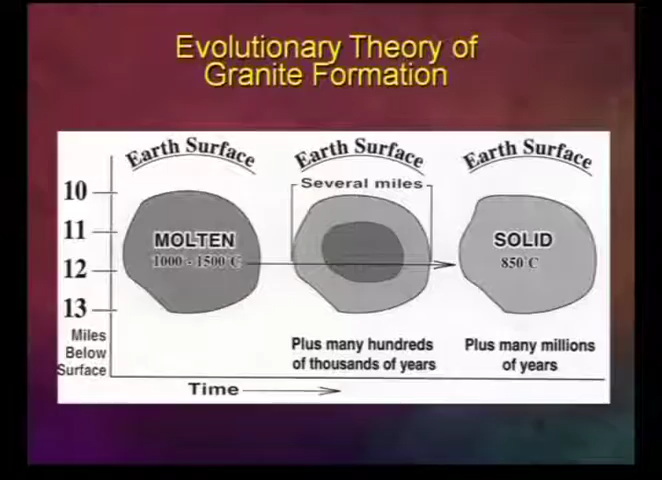 Evolutionary Theory of
Granite Formation
Earth Surface
Earth Surface
Earth Surface
Several miles
10
11
12
13
MOLTEN
1000 - 1500°C
SOLID
850°C
Miles
Below
Surface
Plus many hundreds
of thousands of years
Plus many millions
of years
Time